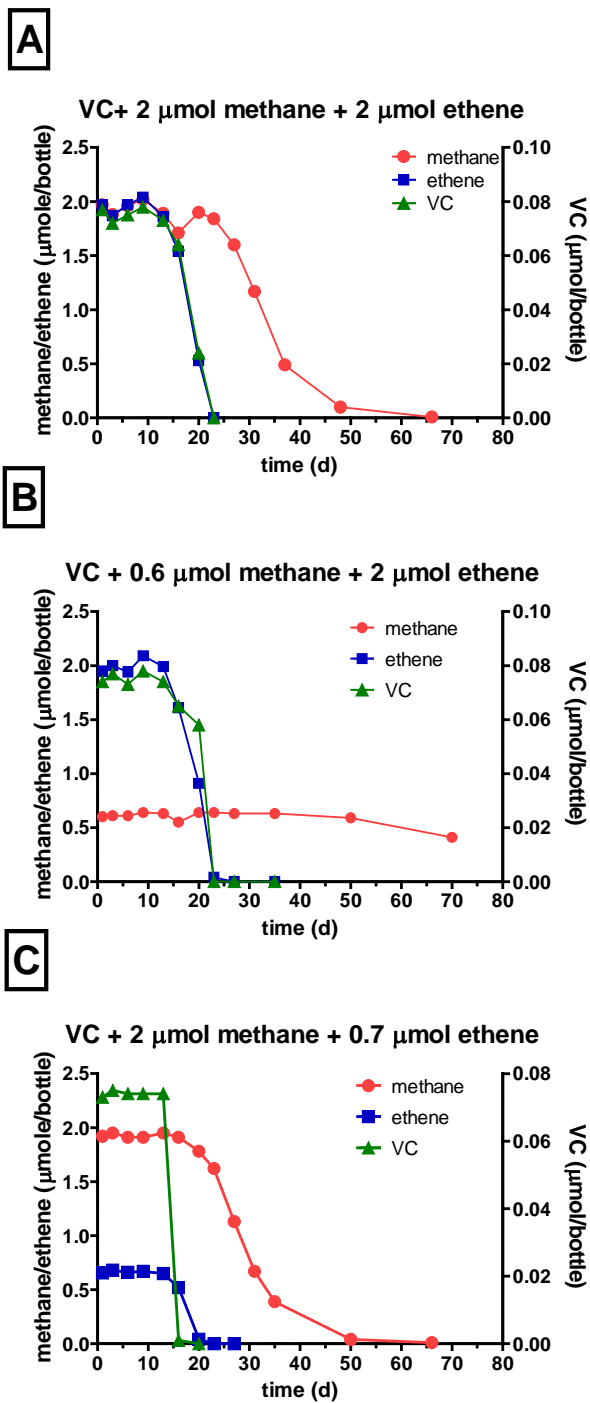 A
VC+ 2 μmol methane + 2 μmol ethene
methane/ethene (μmole/bottle)
2.5
2.0
1.5
1.0
0.5
0.0
methane
ethene
VC
0.10
0.08
0.06
0.04
0.02
0.00
VC (μmol/bottle)
0 10 20 30 40 50 60 70 80
time (d)
B
VC + 0.6 μmol methane + 2 μmol ethene
methane/ethene (μmole/bottle)
2.5
2.0
1.5
1.0
0.5
0.0
methane
ethene
VC
0.10
0.08
0.06
0.04
0.02
0.00
VC (μmol/bottle)
0 10 20 30 40 50 60 70 80
time (d)
C
VC + 2 μmol methane + 0.7 μmol ethene
methane/ethene (μmole/bottle)
2.5
2.0
1.5
1.0
0.5
0.0
methane
ethene
VC
0.08
0.06
0.04
0.02
0.00
VC (μmol/bottle)
0 10 20 30 40 50 60 70 80
time (d)